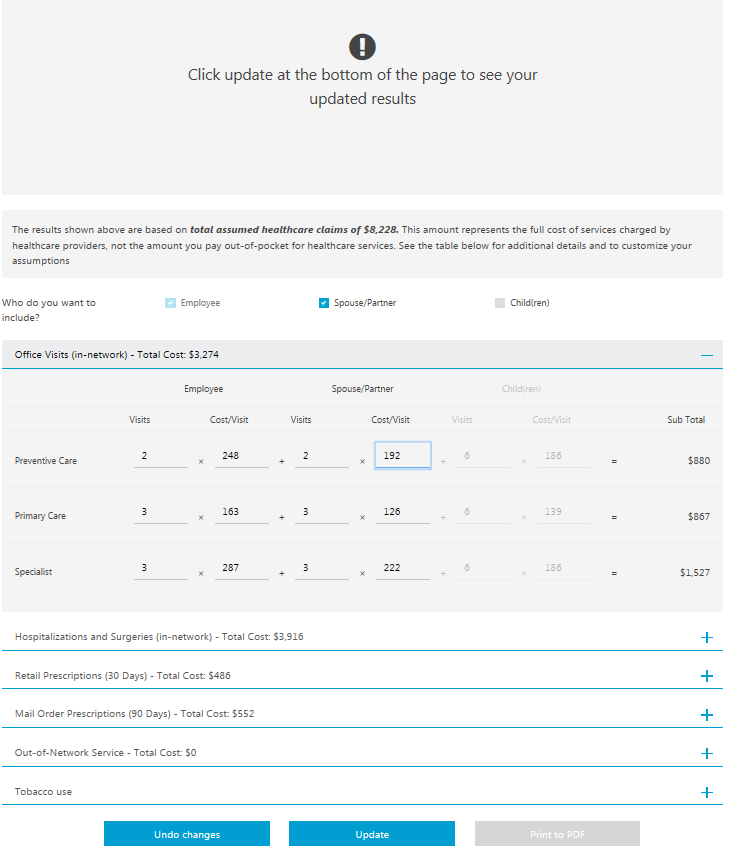 Click update at the bottom of the page to see your
updated results
The results shown above are based on total assumed healthcare claims of $8,228. This amount represents the full cost of services charged by
healthcare providers, not the amount you pay out-of-pocket for healthcare services. See the table below for additional details and to customize your
assumptions
Who do you want to
include?
Employee Spouse/Partner Child(ren)
Office Visits (in-network) - Total Cost: $3,274
Employee Spouse/Partner Child(ren)
Visits Cost/Visit Visits Cost/Visit Visits Cost/Visit Sub Total
Preventive Care 2 × 248 + 2 × 192 + 6 × 186 = $880
Primary Care 3 × 163 + 3 × 126 + 6 × 139 = $867
Specialist 3 × 287 + 3 × 222 + 6 × 186 = $1,527
Hospitalizations and Surgeries (in-network) - Total Cost: $3,916
Retail Prescriptions (30 Days) - Total Cost: $486
Mail Order Prescriptions (90 Days) - Total Cost: $552
Out-of-Network Service - Total Cost: $0
Tobacco use
Undo changes Update Print to PDF